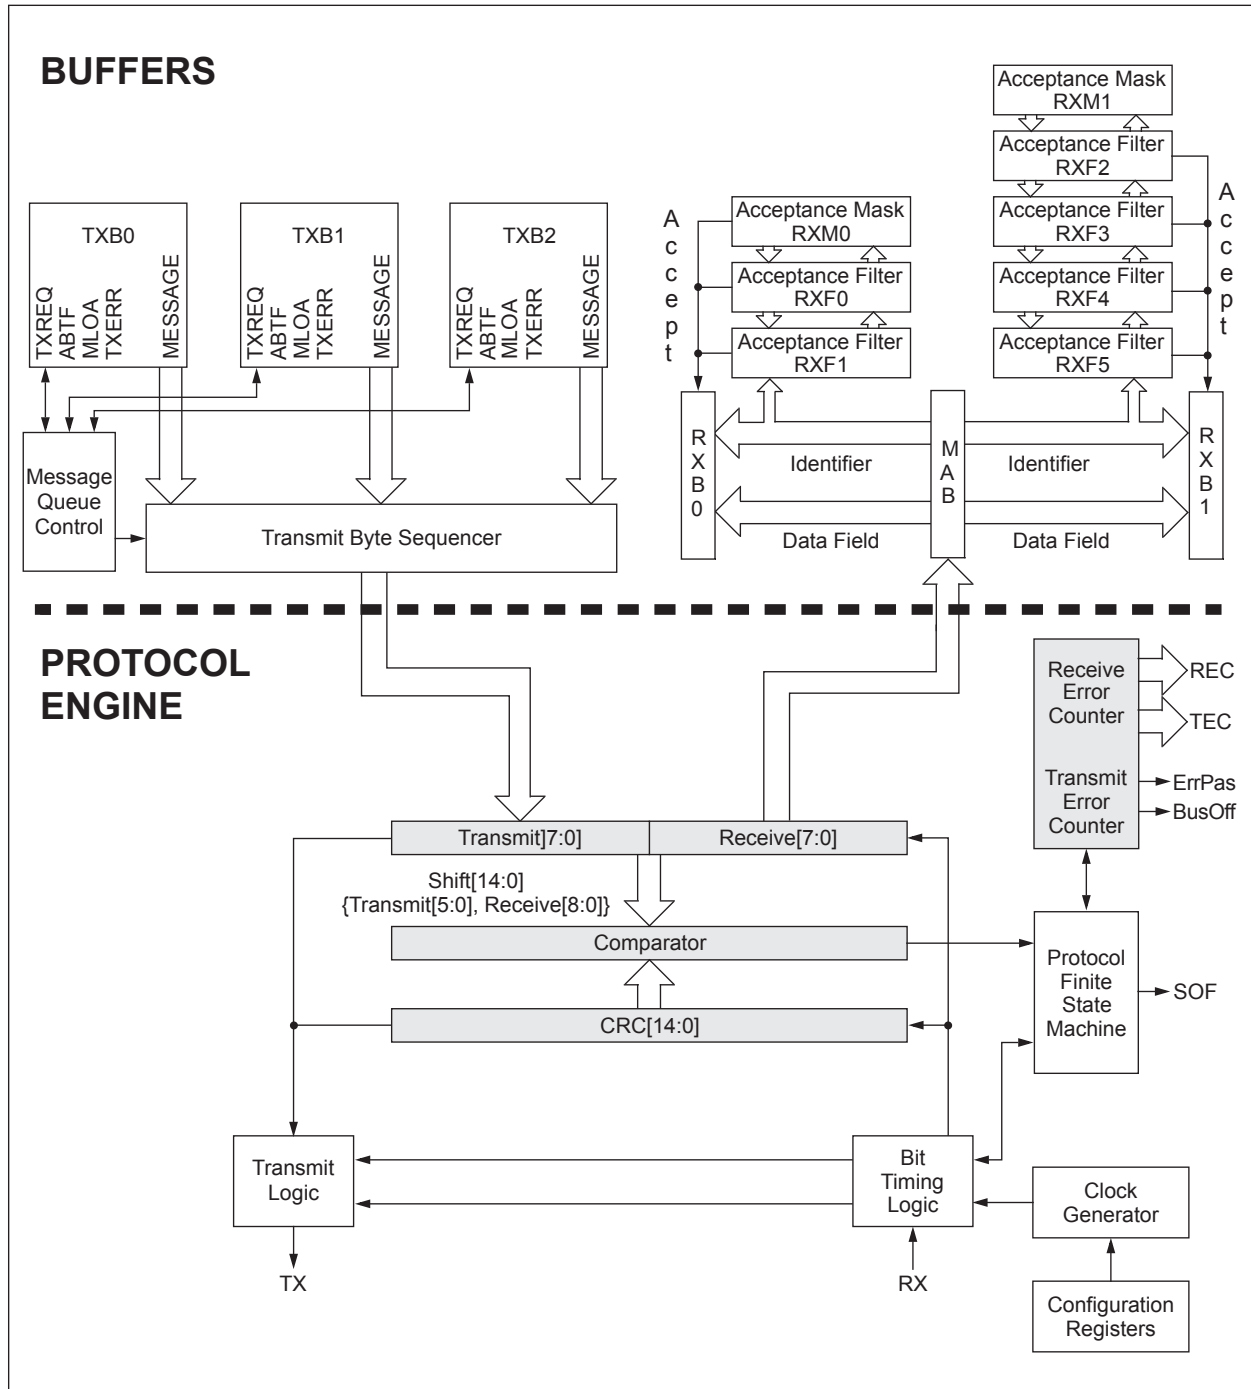 BUFFERS
Acceptance Mask
RXM1
Acceptance Filter
RXF2
Acceptance Filter
RXF3
Acceptance Filter
RXF4
Acceptance Filter
RXF5
Accept
Accept
Acceptance Mask
RXM0
Acceptance Filter
RXF0
Acceptance Filter
RXF1
TXB0
TXREQ
ABTF
MLOA
TXERR
MESSAGE
TXB1
TXREQ
ABTF
MLOA
TXERR
MESSAGE
TXB2
TXREQ
ABTF
MLOA
TXERR
MESSAGE
Message
Queue
Control
Transmit Byte Sequencer
RXB0
Identifier
Data Field
MAB
Identifier
Data Field
RXB1
PROTOCOL
ENGINE
Receive
Error
Counter
Transmit
Error
Counter
REC
TEC
ErrPas
BusOff
Transmit]7:0]
Receive[7:0]
Shift[14:0]
{Transmit[5:0], Receive[8:0]}
Comparator
CRC[14:0]
Protocol
Finite
State
Machine
SOF
Transmit
Logic
Bit
Timing
Logic
Clock
Generator
TX
RX
Configuration
Registers